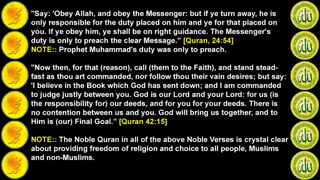 "Say: 'Obey Allah, and obey the Messenger: but if ye turn away, he is
only responsible for the duty placed on him and ye for that placed on
you. If ye obey him, ye shall be on right guidance. The Messenger's
duty is only to preach the clear Message." [Quran, 24:54]
NOTE:: Prophet Muhammad's duty was only to preach.
"Now then, for that (reason), call (them to the Faith), and stand stead-
fast as thou art commanded, nor follow thou their vain desires; but say:
'I believe in the Book which God has sent down; and I am commanded
to judge justly between you. God is our Lord and your Lord: for us (is
the responsibility for) our deeds, and for you for your deeds. There is
no contention between us and you. God will bring us together, and to
Him is (our) Final Goal." [Quran 42:15]
NOTE:: The Noble Quran in all of the above Noble Verses is crystal clear
about providing freedom of religion and choice to all people, Muslims
and non-Muslims.